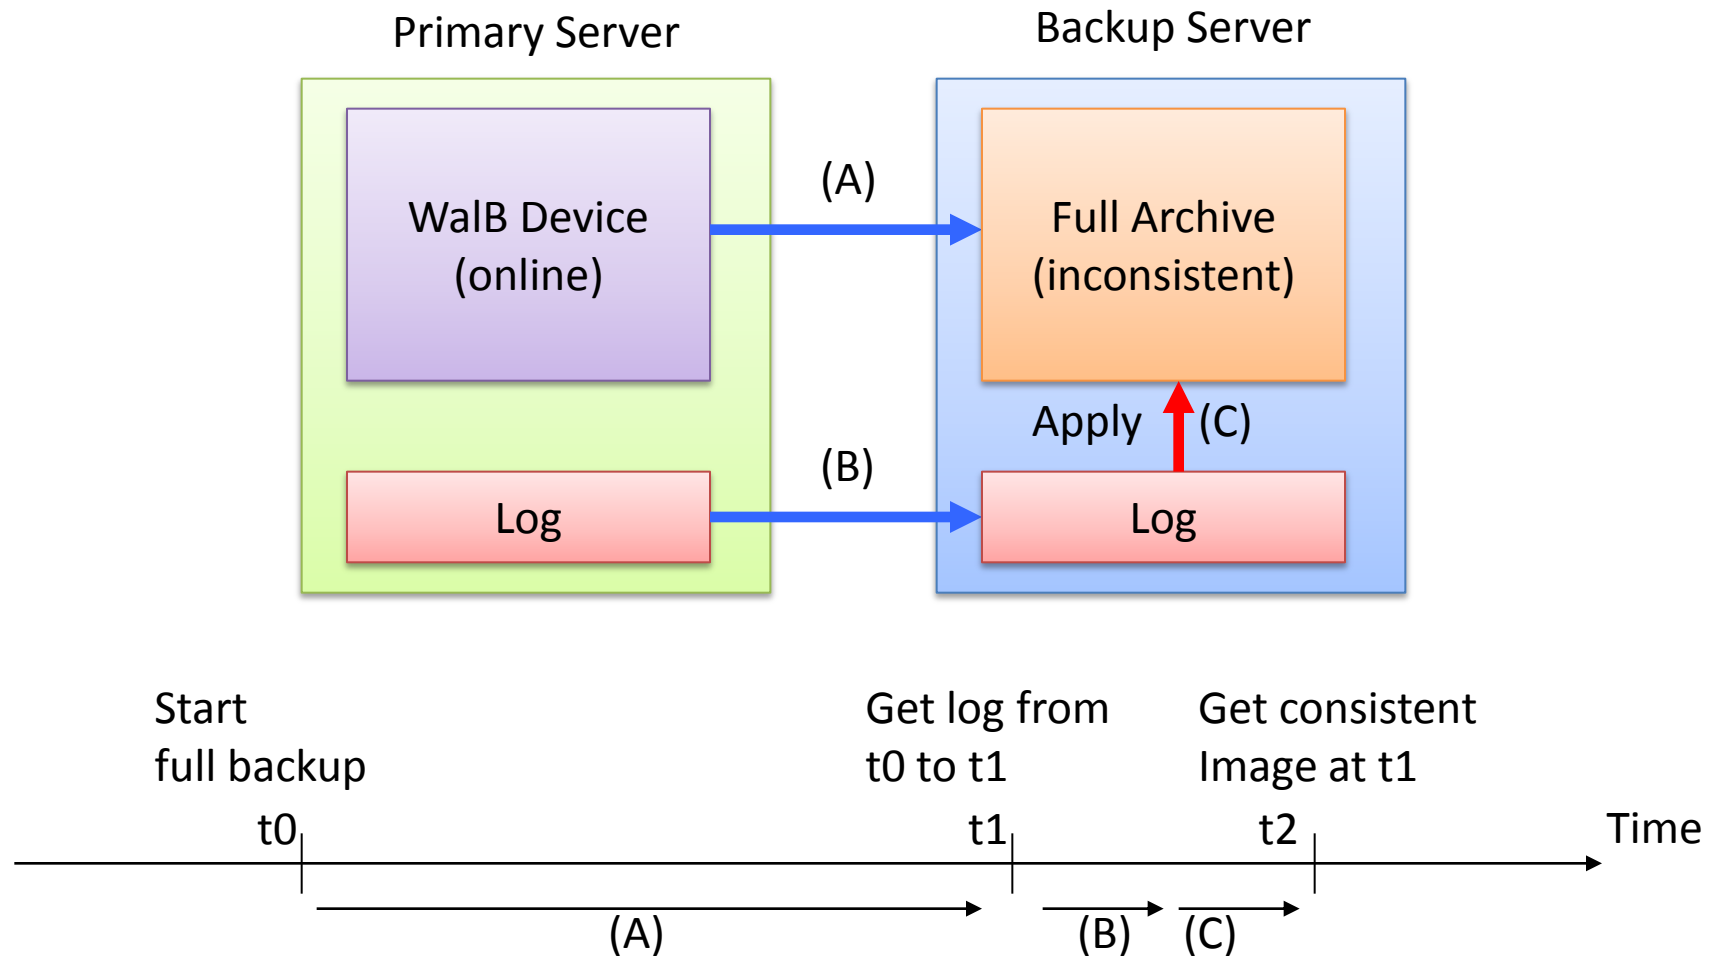 Primary Server
Backup Server
WalB Device
(online)
(A)
Full Archive
(inconsistent)
Apply
(C)
Log
(B)
Log
Start
full backup
Get log from
t0 to t1
Get consistent
Image at t1
t0
t1
t2
Time
(A)
(B)
(C)